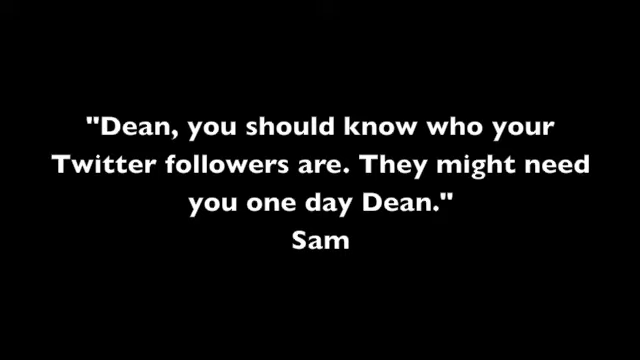 "Dean, you should know who your
Twitter followers are. They might need
you one day Dean."
Sam